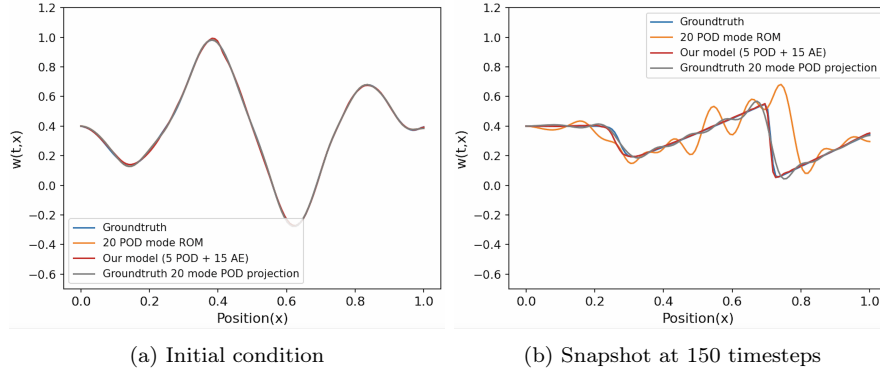 1.2
1.0
0.8
0.6
0.4
0.2
0.0
−0.2
−0.4
−0.6
w(t,x)
Groundtruth
20 POD mode ROM
Our model (5 POD + 15 AE)
Groundtruth 20 mode POD projection
0.0 0.2 0.4 0.6 0.8 1.0
Position(x)
(a) Initial condition
1.2
1.0
0.8
0.6
0.4
0.2
0.0
−0.2
−0.4
−0.6
w(t,x)
Groundtruth
20 POD mode ROM
Our model (5 POD + 15 AE)
Groundtruth 20 mode POD projection
0.0 0.2 0.4 0.6 0.8 1.0
Position(x)
(b) Snapshot at 150 timesteps